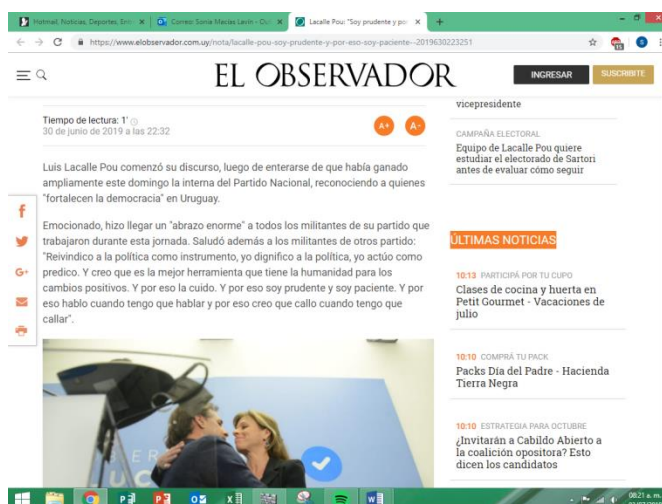 Hotmail, Noticias, Deportes, Entr
Correo: Sonia Macías Lerin - Out
Lacalle Pou: "Soy prudente y por
https://www.elobservador.com.uy/nota/lacalle-pou-soy-prudente-y-por-eso-soy-paciente--2019630223251
EL OBSERVADOR
INGRESAR
SUSCRIBITE
Tiempo de lectura: 1'
30 de junio de 2019 a las 22:32
A+
A-
Luis Lacalle Pou comenzó su discurso, luego de enterarse de que había ganado
ampliamente este domingo la interna del Partido Nacional, reconociendo a quienes
"fortalecen la democracia" en Uruguay.
Emocionado, hizo llegar un "abrazo enorme" a todos los militantes de su partido que
trabajaron durante esta jornada. Saludó además a los militantes de otros partido:
"Reivindico a la política como instrumento, yo dignifico a la política, yo actúo como
predico. Y creo que es la mejor herramienta que tiene la humanidad para los
cambios positivos. Y por eso la cuido. Y por eso soy prudente y soy paciente. Y por
eso hablo cuando tengo que hablar y por eso creo que callo cuando tengo que
callar".
vicepresidente
CAMPAÑA ELECTORAL
Equipo de Lacalle Pou quiere
estudiar el electorado de Sartori
antes de evaluar cómo seguir
ÚLTIMAS NOTICIAS
10:13 PARTICIPÁ POR TU CUPO
Clases de cocina y huerta en
Petit Gourmet - Vacaciones de
julio
10:10 COMPRÁ TU PACK
Packs Día del Padre - Hacienda
Tierra Negra
10:10 ESTRATEGIA PARA OCTUBRE
¿Invitarán a Cabildo Abierto a
la coalición opositora? Esto
dicen los candidatos
08:21 a. m.